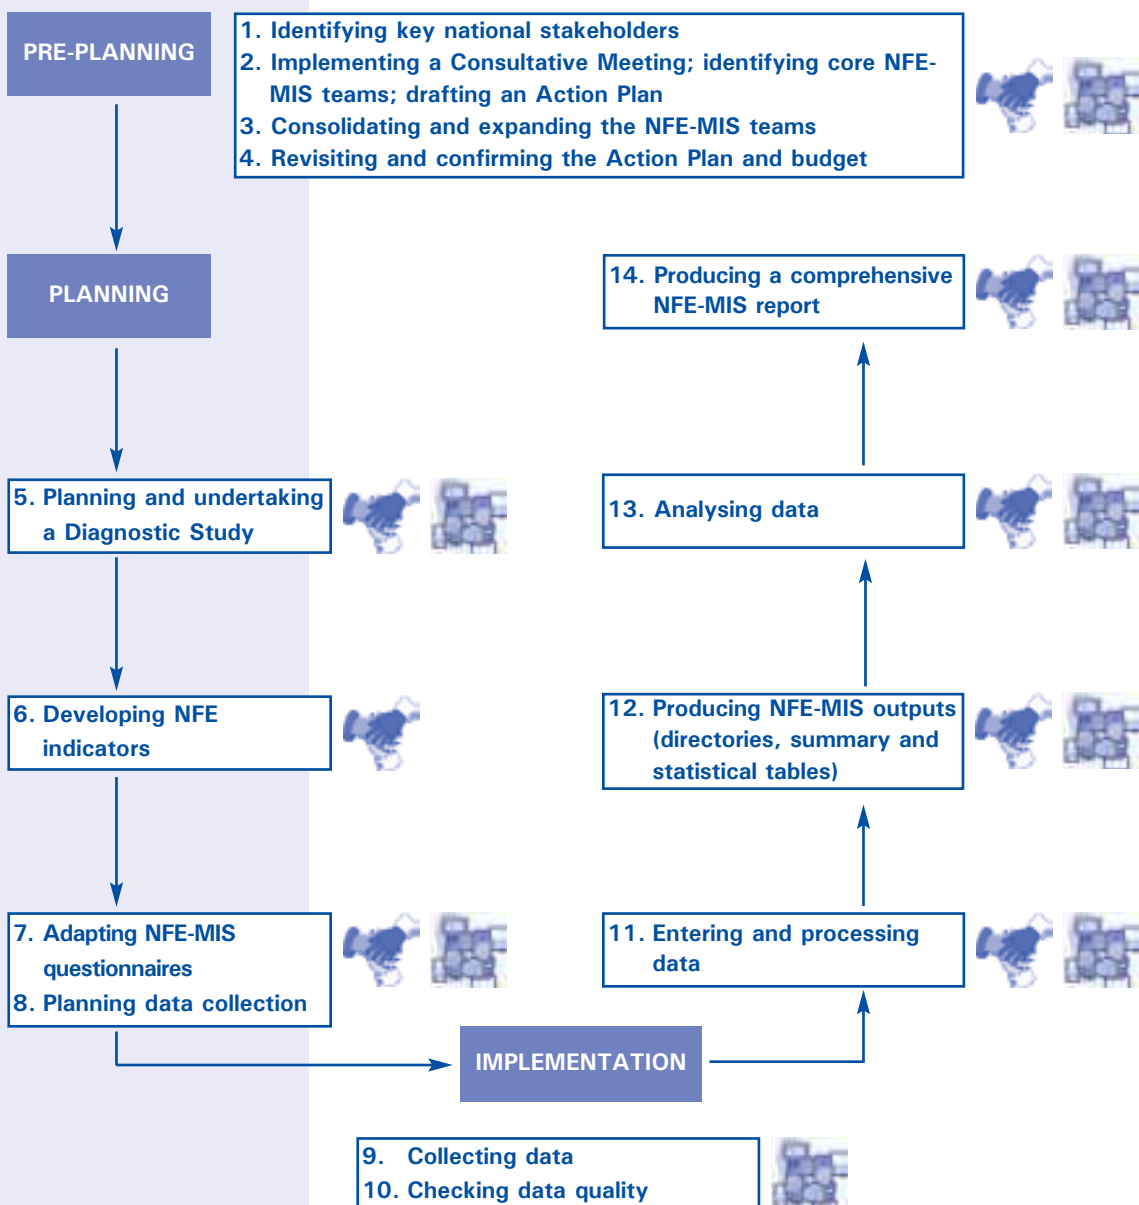 PRE-PLANNING
1. Identifying key national stakeholders
2. Implementing a Consultative Meeting; identifying core NFE-
MIS teams; drafting an Action Plan
3. Consolidating and expanding the NFE-MIS teams
4. Revisiting and confirming the Action Plan and budget
PLANNING
5. Planning and undertaking
a Diagnostic Study
6. Developing NFE
indicators
7. Adapting NFE-MIS
questionnaires
8. Planning data collection
IMPLEMENTATION
9. Collecting data
10. Checking data quality
11. Entering and processing
data
12. Producing NFE-MIS outputs
(directories, summary and
statistical tables)
13. Analysing data
14. Producing a comprehensive
NFE-MIS report